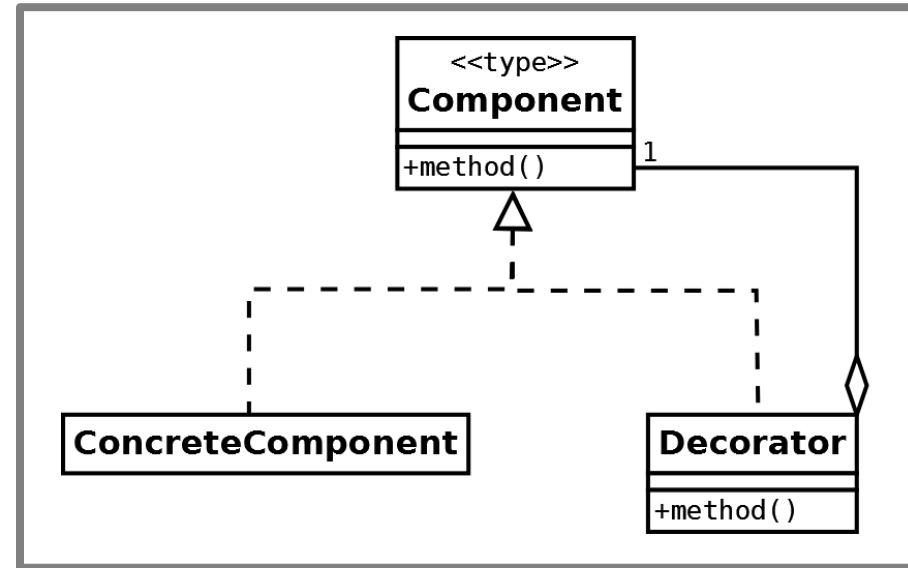 <<type>>
Component
+method()
1
ConcreteComponent
Decorator
+method()